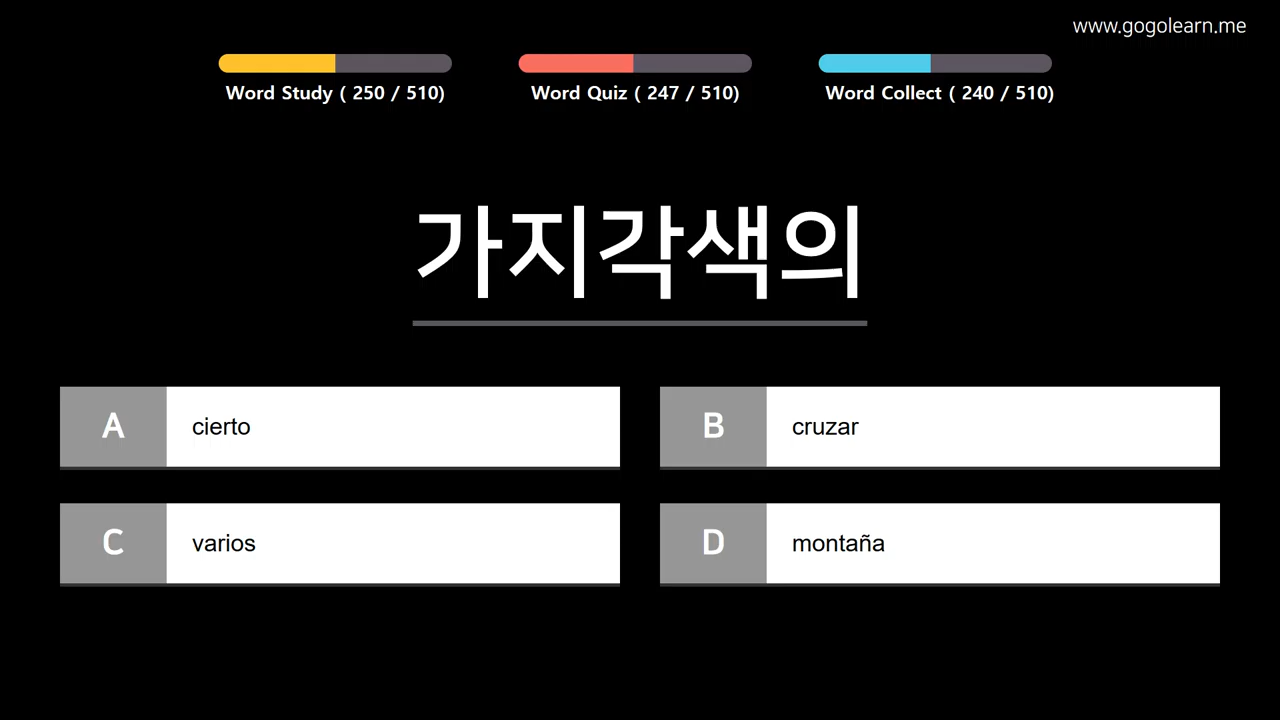 www.gogolearn.me
Word Study ( 250 / 510)
Word Quiz ( 247 / 510)
Word Collect ( 240 / 510)
가지각색의
A
cierto
B
cruzar
C
varios
D
montaña